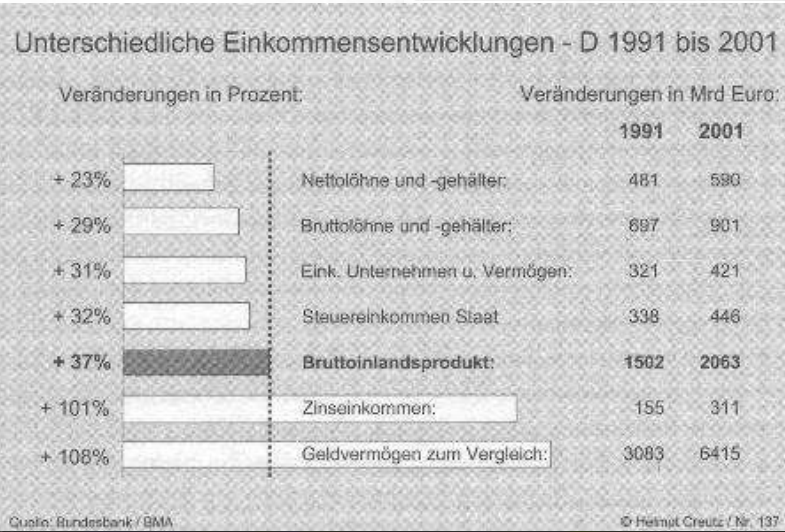 Unterschiedliche Einkommensentwicklungen - D 1991 bis 2001
Veränderungen in Prozent: Veränderungen in Mrd Euro:
1991 2001
+ 23% Nettolöhne und -gehälter: 481 590
+ 29% Bruttolöhne und -gehälter: 697 901
+ 31% Eink. Unternehmen u. Vermögen: 321 421
+ 32% Steuereinkommen Staat 338 446
+ 37% Bruttoinlandsprodukt: 1502 2063
+ 101% Zinseinkommen: 155 311
+ 108% Geldvermögen zum Vergleich: 3083 6415
Quelle: Bundesbank / BMA © Helmut Creutz / Nr. 137